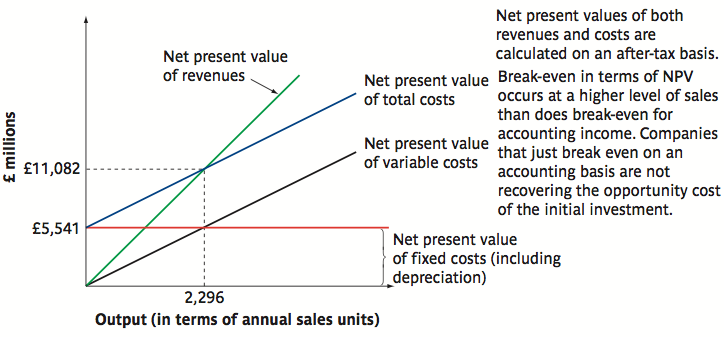 Net present value
of revenues
Net present value
of total costs
Net present value
of variable costs
£ millions
£11,082
£5,541
Net present value
of fixed costs (including
depreciation)
2,296
Output (in terms of annual sales units)
Net present values of both
revenues and costs are
calculated on an after-tax basis.
Break-even in terms of NPV
occurs at a higher level of sales
than does break-even for
accounting income. Companies
that just break even on an
accounting basis are not
recovering the opportunity cost
of the initial investment.